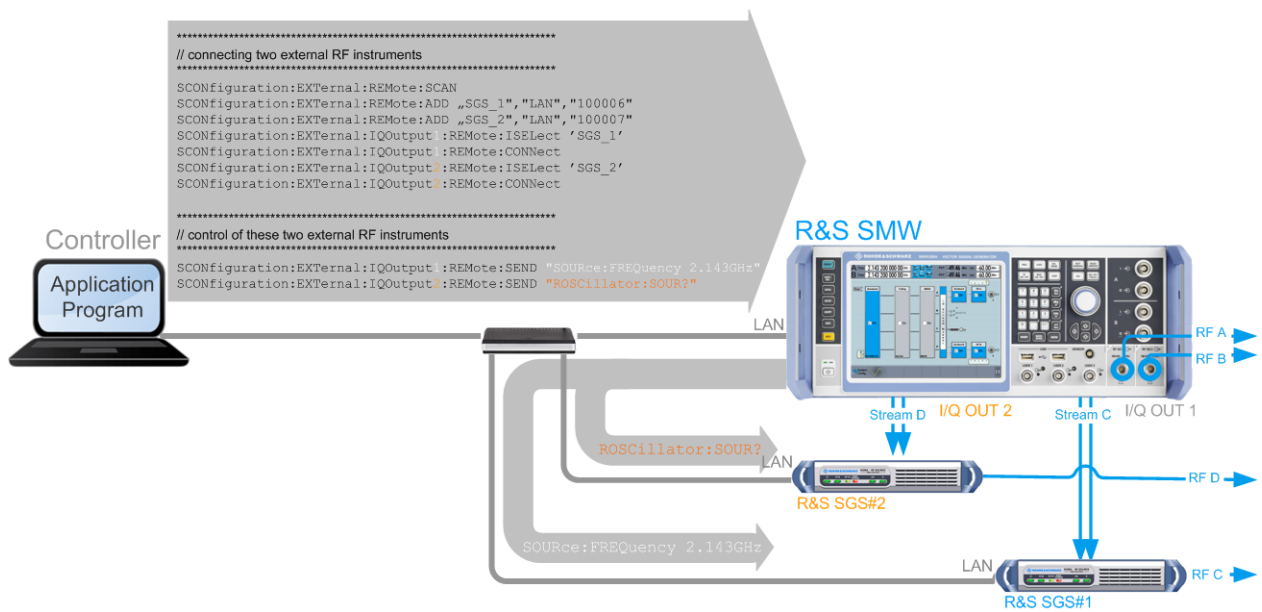 ********************************************************************************
// connecting two external RF instruments
********************************************************************************
SCONfiguration:EXTernal:REMote:SCAN
SCONfiguration:EXTernal:REMote:ADD „SGS_1","LAN","100006"
SCONfiguration:EXTernal:REMote:ADD „SGS_2","LAN","100007"
SCONfiguration:EXTernal:IQOutput1:REMote:ISELect ’SGS_1’
SCONfiguration:EXTernal:IQOutput1:REMote:CONNect
SCONfiguration:EXTernal:IQOutput2:REMote:ISELect ’SGS_2’
SCONfiguration:EXTernal:IQOutput2:REMote:CONNect
********************************************************************************
// control of these two external RF instruments
********************************************************************************
SCONfiguration:EXTernal:IQOutput1:REMote:SEND "SOURce:FREQuency 2.143GHz"
SCONfiguration:EXTernal:IQOutput2:REMote:SEND "ROSCillator:SOUR?"
Controller
Application
Program
R&S SMW
LAN
RF A
RF B
Stream D
I/Q OUT 2
Stream C
I/Q OUT 1
ROSCillator:SOUR?
LAN
R&S SGS#2
RF D
SOURce:FREQuency 2.143GHz
LAN
R&S SGS#1
RF C